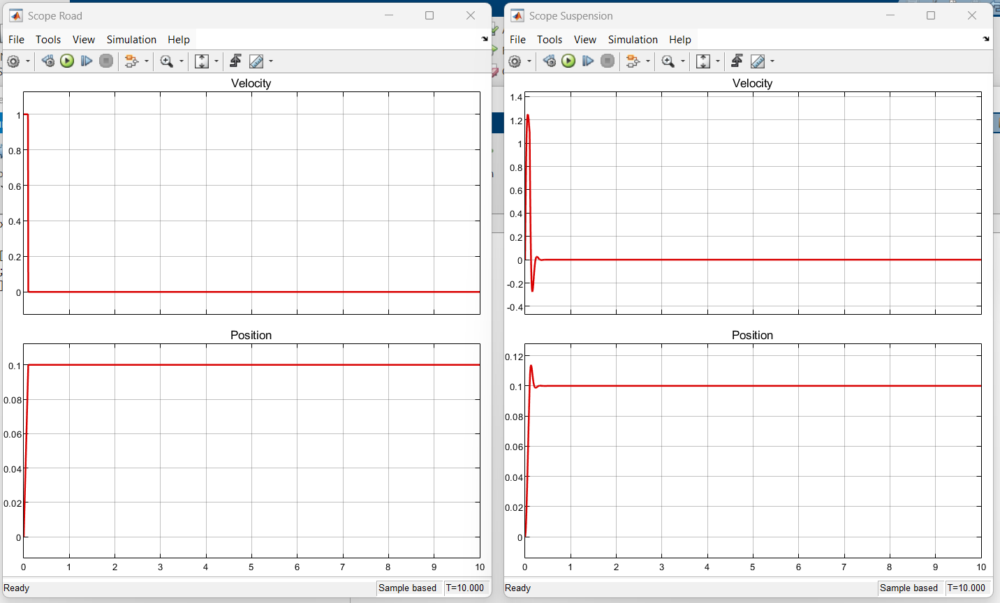 Scope Road
File Tools View Simulation Help
Velocity
1
0.8
0.6
0.4
0.2
0
Position
0.1
0.08
0.06
0.04
0.02
0
0 1 2 3 4 5 6 7 8 9 10
Ready Sample based T=10.000
Scope Suspension
File Tools View Simulation Help
Velocity
1.4
1.2
1
0.8
0.6
0.4
0.2
0
-0.2
-0.4
Position
0.12
0.1
0.08
0.06
0.04
0.02
0
0 1 2 3 4 5 6 7 8 9 10
Ready Sample based T=10.000